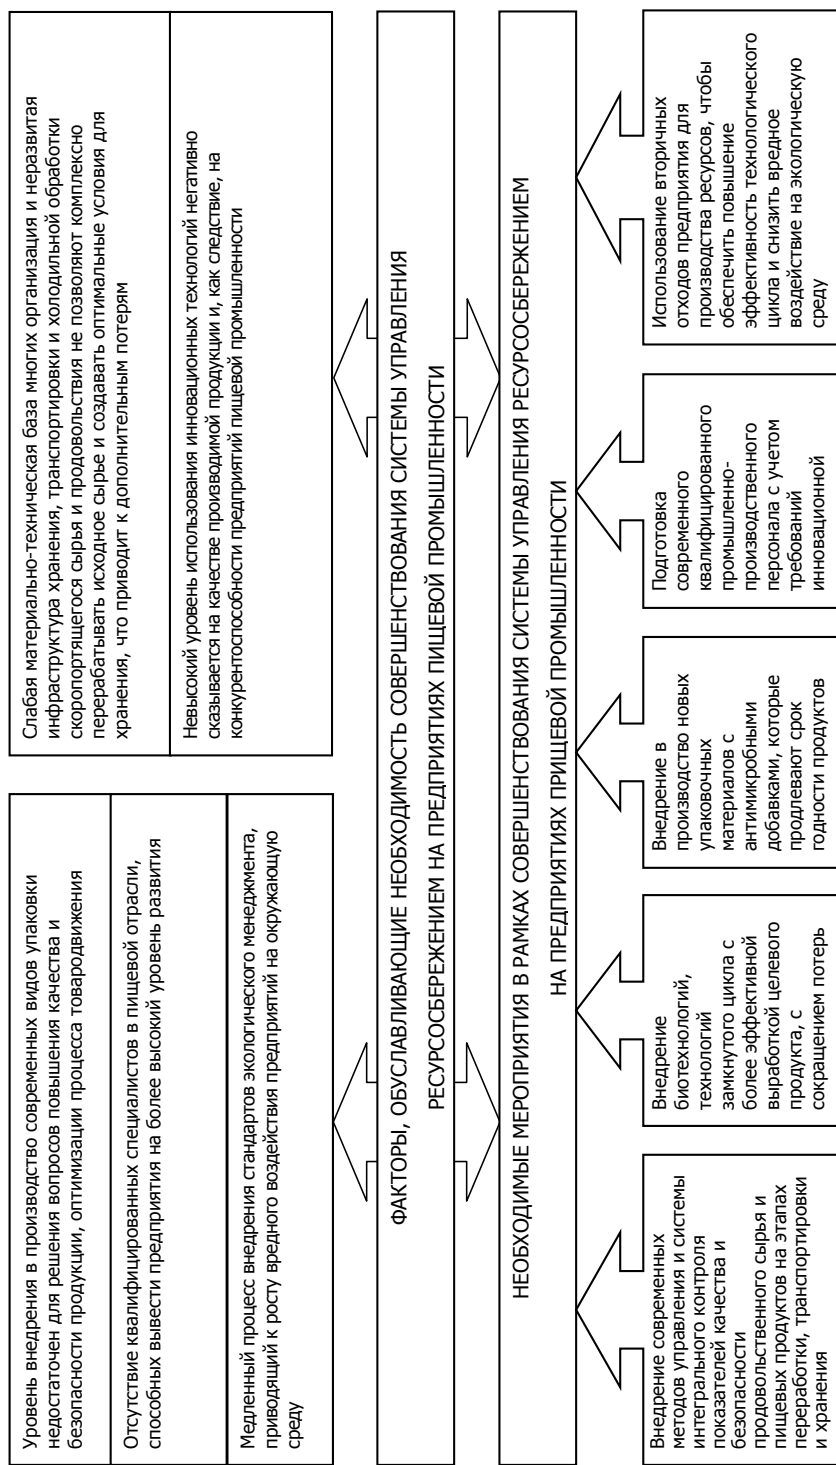 Уровень внедрения в производство современных видов упаковки
недостаточен для решения вопросов повышения качества и
безопасности продукции, оптимизации процесса товародвижения
Отсутствие квалифицированных специалистов в пищевой отрасли,
способных вывести предприятия на более высокий уровень развития
Медленный процесс внедрения стандартов экологического менеджмента,
приводящий к росту вредного воздействия предприятий на окружающую
среду
Слабая материально-техническая база многих организация и неразвитая
инфраструктура хранения, транспортировки и холодильной обработки
скоропортящегося сырья и продовольствия не позволяют комплексно
перерабатывать исходное сырье и создавать оптимальные условия для
хранения, что приводит к дополнительным потерям
Невысокий уровень использования инновационных технологий негативно
сказывается на качестве производимой продукции и, как следствие, на
конкурентоспособности предприятий пищевой промышленности
ФАКТОРЫ, ОБУСЛАВЛИВАЮЩИЕ НЕОБХОДИМОСТЬ СОВЕРШЕНСТВОВАНИЯ СИСТЕМЫ УПРАВЛЕНИЯ
РЕСУРСОСБЕРЕЖЕНИЕМ НА ПРЕДПРИЯТИЯХ ПИЩЕВОЙ ПРОМЫШЛЕННОСТИ
НЕОБХОДИМЫЕ МЕРОПРИЯТИЯ В РАМКАХ СОВЕРШЕНСТВОВАНИЯ СИСТЕМЫ УПРАВЛЕНИЯ РЕСУРСОСБЕРЕЖЕНИЕМ
НА ПРЕДПРИЯТИЯХ ПРИЩЕВОЙ ПРОМЫШЛЕННОСТИ
Внедрение современных
методов управления и системы
интегрального контроля
показателей качества и
безопасности
продовольственного сырья и
пищевых продуктов на этапах
переработки, транспортировки
и хранения
Внедрение
биотехнологий,
технологий
замкнутого цикла с
более эффективной
выработкой целевого
продукта, с
сокращением потерь
Внедрение в
производство новых
упаковочных
материалов с
антимикробными
добавками, которые
продлевают срок
годности продуктов
Подготовка
современного
квалифицированного
промышленно-
производственного
персонала с учетом
требований
инновационной
Использование вторичных
отходов предприятия для
производства ресурсов, чтобы
обеспечить повышение
эффективность технологического
цикла и снизить вредное
воздействие на экологическую
среду